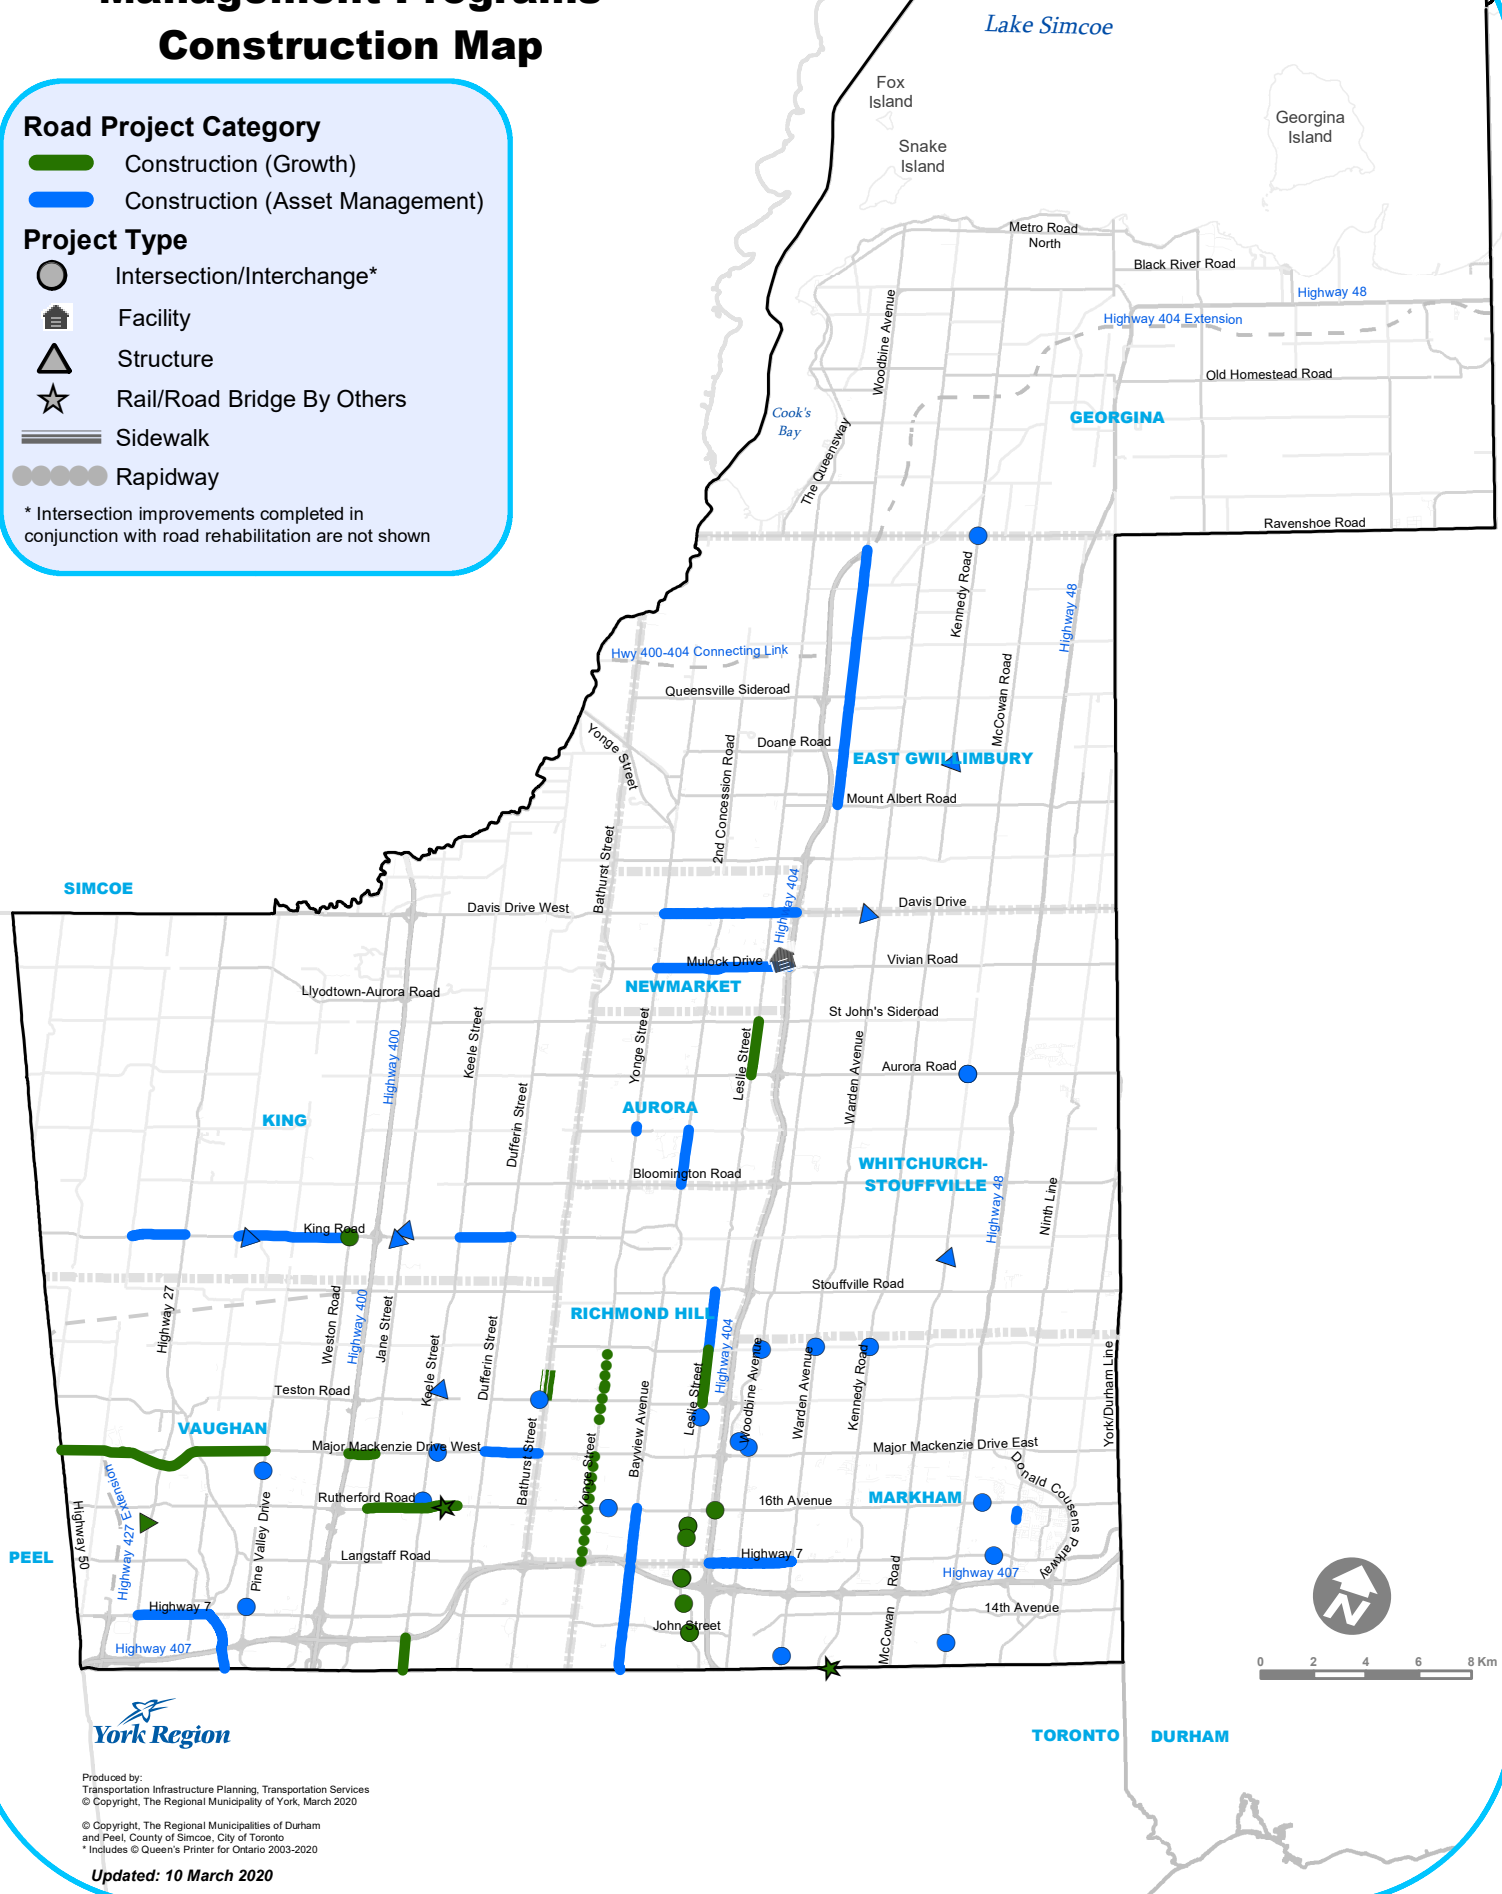 Management Programs
Construction Map
Road Project Category
Construction (Growth)
Construction (Asset Management)
Project Type
Intersection/Interchange*
Facility
Structure
Rail/Road Bridge By Others
Sidewalk
Rapidway
* Intersection improvements completed in
conjunction with road rehabilitation are not shown
Lake Simcoe
Fox
Island
Snake
Island
Georgina
Island
Metro Road
North
Black River Road
Highway 48
Highway 404 Extension
Woodbine Avenue
Old Homestead Road
Cook's
Bay
GEORGINA
The Queensway
Ravenshoe Road
Kennedy Road
Highway 48
Hwy 400-404 Connecting Link
McCowan Road
Queensville Sideroad
Yonge Street
Doane Road
2nd Concession Road
EAST GWILLIMBURY
Mount Albert Road
Bathurst Street
SIMCOE
Highway 404
Davis Drive West
Davis Drive
Mulock Drive
Vivian Road
NEWMARKET
Llyodtown-Aurora Road
St John's Sideroad
Keele Street
Yonge Street
Highway 400
Leslie Street
Warden Avenue
Aurora Road
Dufferin Street
AURORA
KING
WHITCHURCH-
STOUFFVILLE
Bloomington Road
Highway 48
Ninth Line
King Road
Stouffville Road
Highway 27
Weston Road
Highway 400
Jane Street
RICHMOND HILL
Highway 404
Keele Street
Dufferin Street
Leslie Street
Woodbine Avenue
Warden Avenue
Kennedy Road
York/Durham Line
Teston Road
VAUGHAN
Bathurst Street
Yonge Street
Bayview Avenue
Major Mackenzie Drive West
Major Mackenzie Drive East
Donald Cousens Parkway
Highway 427 Extension
Rutherford Road
16th Avenue
MARKHAM
Highway 50
Pine Valley Drive
PEEL
Langstaff Road
Highway 7
Highway 407
Road
McCowan
Highway 7
John Street
14th Avenue
Highway 407
N
0 2 4 6 8 Km
York Region
TORONTO
DURHAM
Produced by:
Transportation Infrastructure Planning, Transportation Services
© Copyright, The Regional Municipality of York, March 2020
© Copyright, The Regional Municipalities of Durham
and Peel, County of Simcoe, City of Toronto
* Includes © Queen's Printer for Ontario 2003-2020
Updated: 10 March 2020